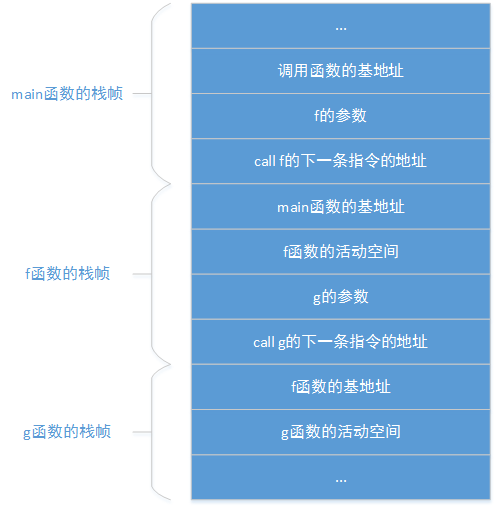 ...
调用函数的基地址
main函数的栈帧
f的参数
call f的下一条指令的地址
main函数的基地址
f函数的活动空间
f函数的栈帧
g的参数
call g的下一条指令的地址
f函数的基地址
g函数的栈帧
g函数的活动空间
...